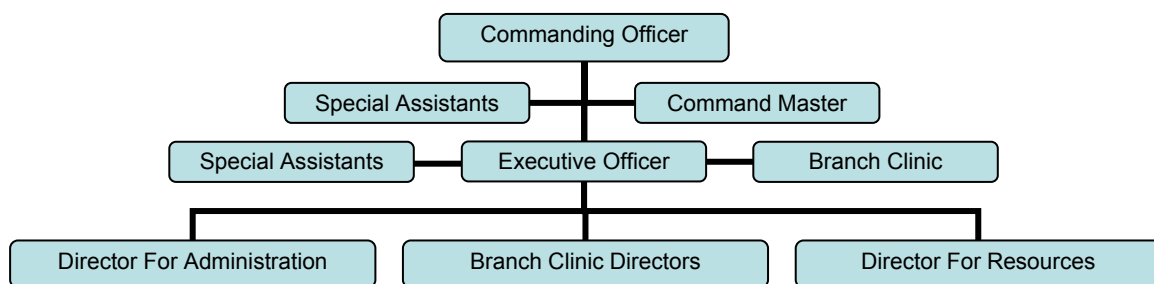 Commanding Officer
Special Assistants
Command Master
Special Assistants
Executive Officer
Branch Clinic
Director For Administration
Branch Clinic Directors
Director For Resources